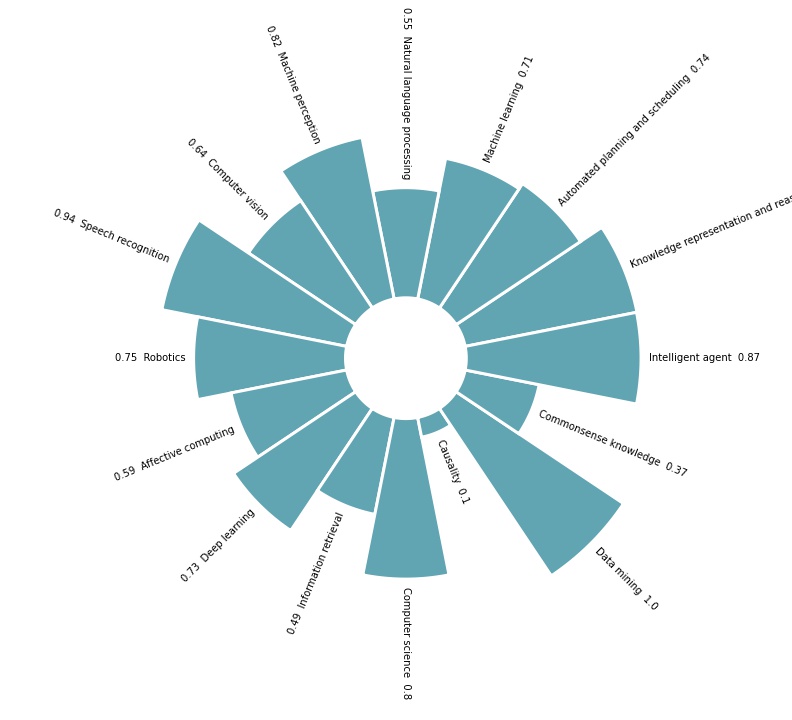 0.55 Natural language processing
0.82 Machine perception
Machine learning 0.71
Automated planning and scheduling 0.74
0.64 Computer vision
Knowledge representation and
0.94 Speech recognition
0.75 Robotics
Intelligent agent 0.87
0.59 Affective computing
Commonsense knowledge 0.37
Causality 0.1
0.73 Deep learning
0.49 Information retrieval
Data mining 1.0
Computer science 0.8